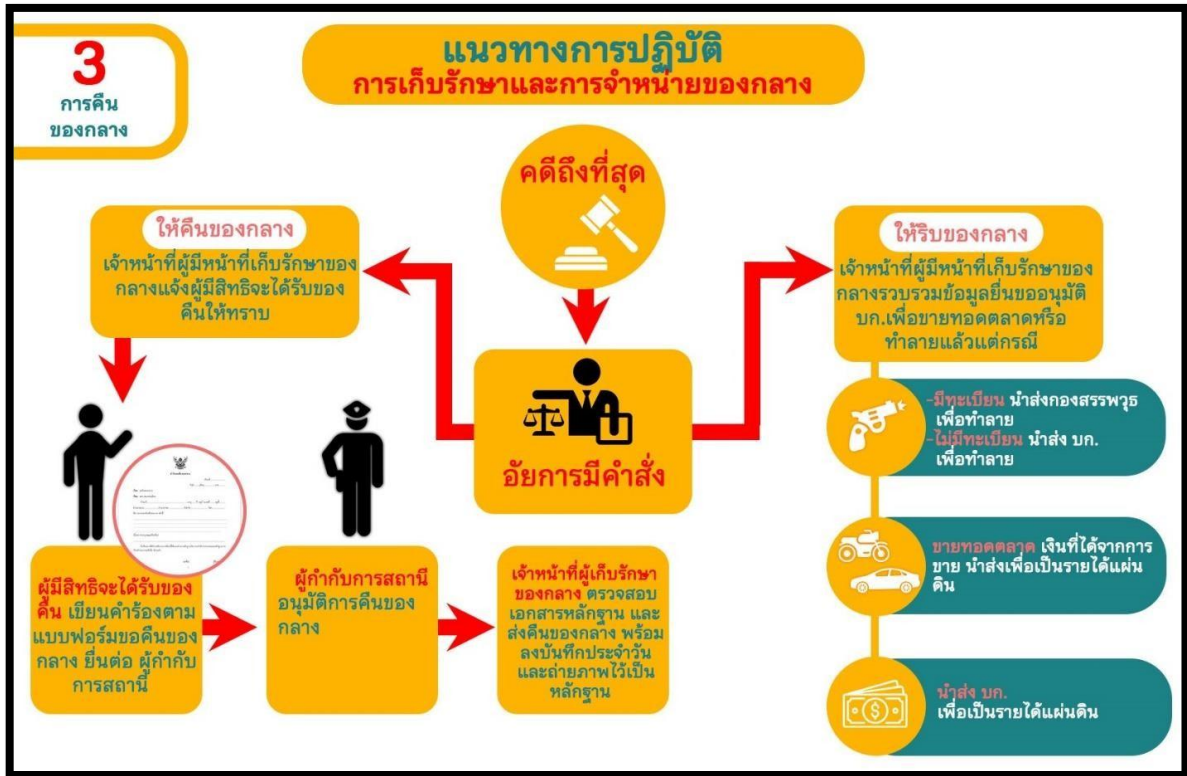 3
การคืน
ของกลาง
แนวทางการปฏิบัติ
การเก็บรักษาและการจำหน่ายของกลาง
คดีถึงที่สุด
ให้คืนของกลาง
เจ้าหน้าที่ผู้มีหน้าที่เก็บรักษาของ
กลางแจ้งผู้มีสิทธิจะได้รับของ
คืนให้ทราบ
ให้ริบของกลาง
เจ้าหน้าที่ผู้มีหน้าที่เก็บรักษาของ
กลางรวบรวมข้อมูลยื่นขออนุมัติ
บก.เพื่อขายทอดตลาดหรือ
ทำลายแล้วแต่กรณี
อัยการมีคำสั่ง
-มีทะเบียน นำส่งกองสรรพวุธ
เพื่อทำลาย
-ไม่มีทะเบียน นำส่ง บก.
เพื่อทำลาย
ขายทอดตลาด เงินที่ได้จากการ
ขาย นำส่งเพื่อเป็นรายได้แผ่น
ดิน
นำส่ง บก.
เพื่อเป็นรายได้แผ่นดิน
ผู้มีสิทธิจะได้รับของ
คืน เขียนคำร้องตาม
แบบฟอร์มขอคืนของ
กลาง ยื่นต่อ ผู้กำกับ
การสถานี
ผู้กำกับการสถานี
อนุมัติการคืนของ
กลาง
เจ้าหน้าที่ผู้เก็บรักษา
ของกลาง ตรวจสอบ
เอกสารหลักฐาน และ
ส่งคืนของกลาง พร้อม
ลงบันทึกประจำวัน
และถ่ายภาพไว้เป็น
หลักฐาน